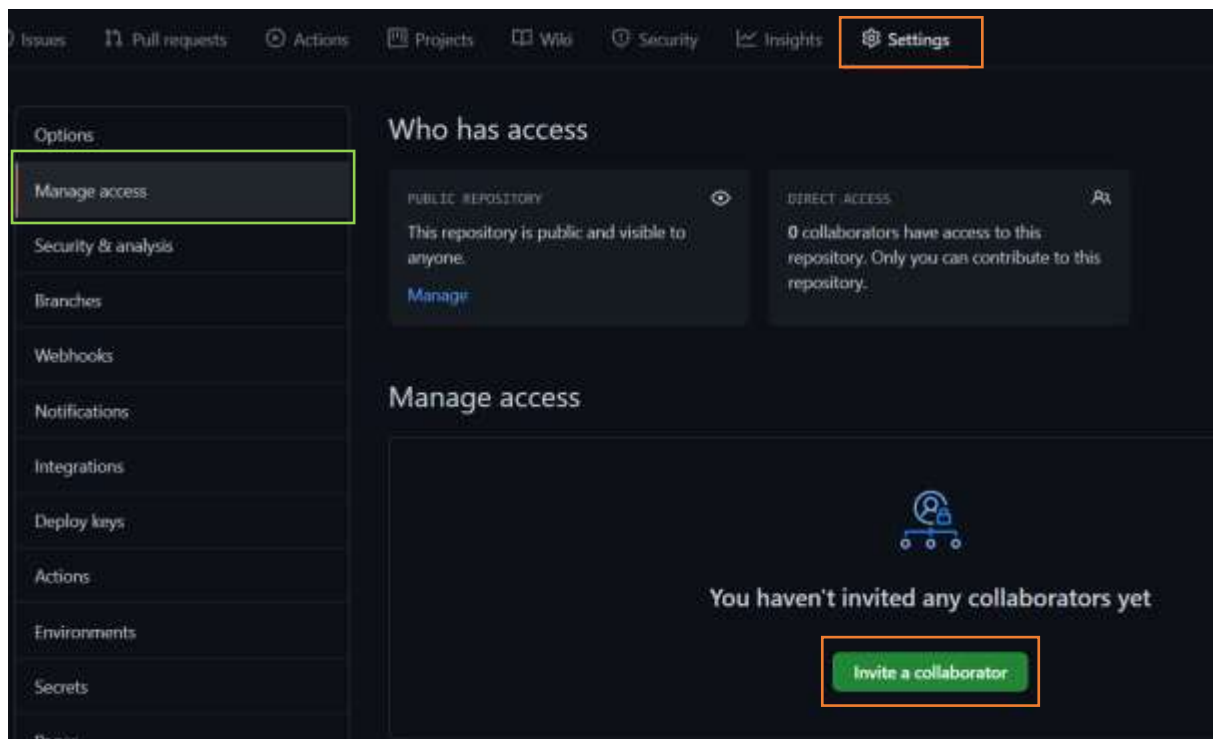 Issues Pull requests Actions Projects Wiki Security Insights Settings
Options
Manage access
Security & analysis
Branches
Webhooks
Notifications
Integrations
Deploy keys
Actions
Environments
Secrets
Who has access
PUBLIC REPOSITORY
This repository is public and visible to
anyone.
Manage
DIRECT ACCESS
0 collaborators have access to this
repository. Only you can contribute to this
repository.
Manage access
You haven't invited any collaborators yet
Invite a collaborator